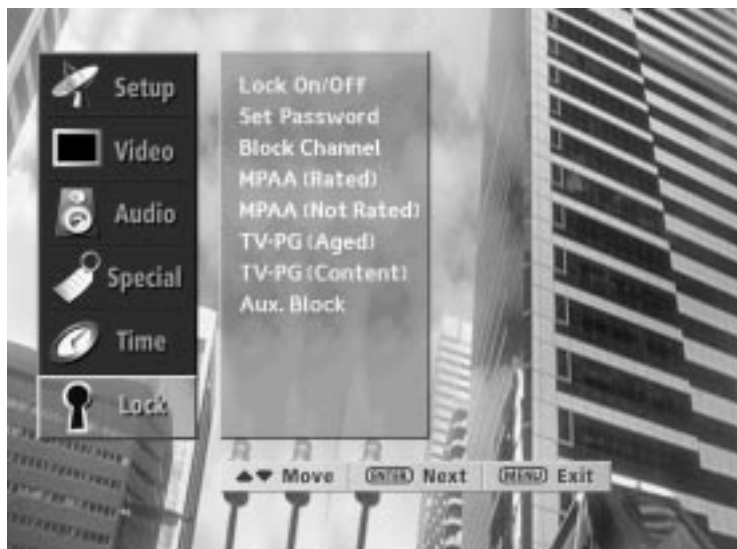 Setup
Video
Audio
Special
Time
Lock
Lock On/Off
Set Password
Block Channel
MPAA (Rated)
MPAA (Not Rated)
TV-PG (Aged)
TV-PG (Content)
Aux. Block
▲▼ Move ENTER Next MENU Exit